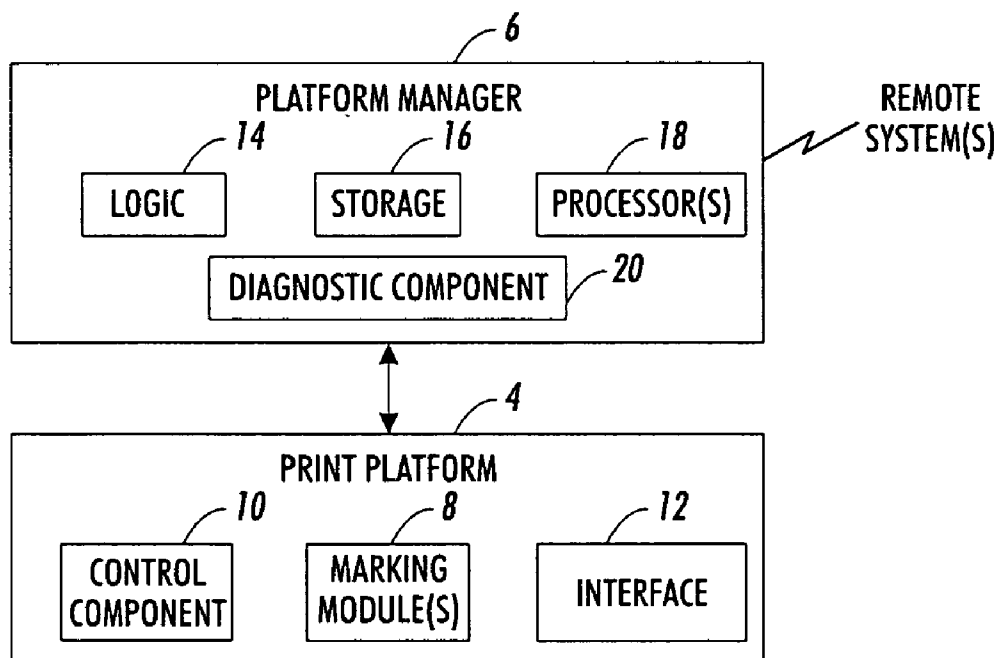 6
PLATFORM MANAGER
REMOTE
SYSTEM(S)
14
16
18
LOGIC
STORAGE
PROCESSOR(S)
DIAGNOSTIC COMPONENT
20
4
PRINT PLATFORM
10
8
12
CONTROL
COMPONENT
MARKING
MODULE(S)
INTERFACE